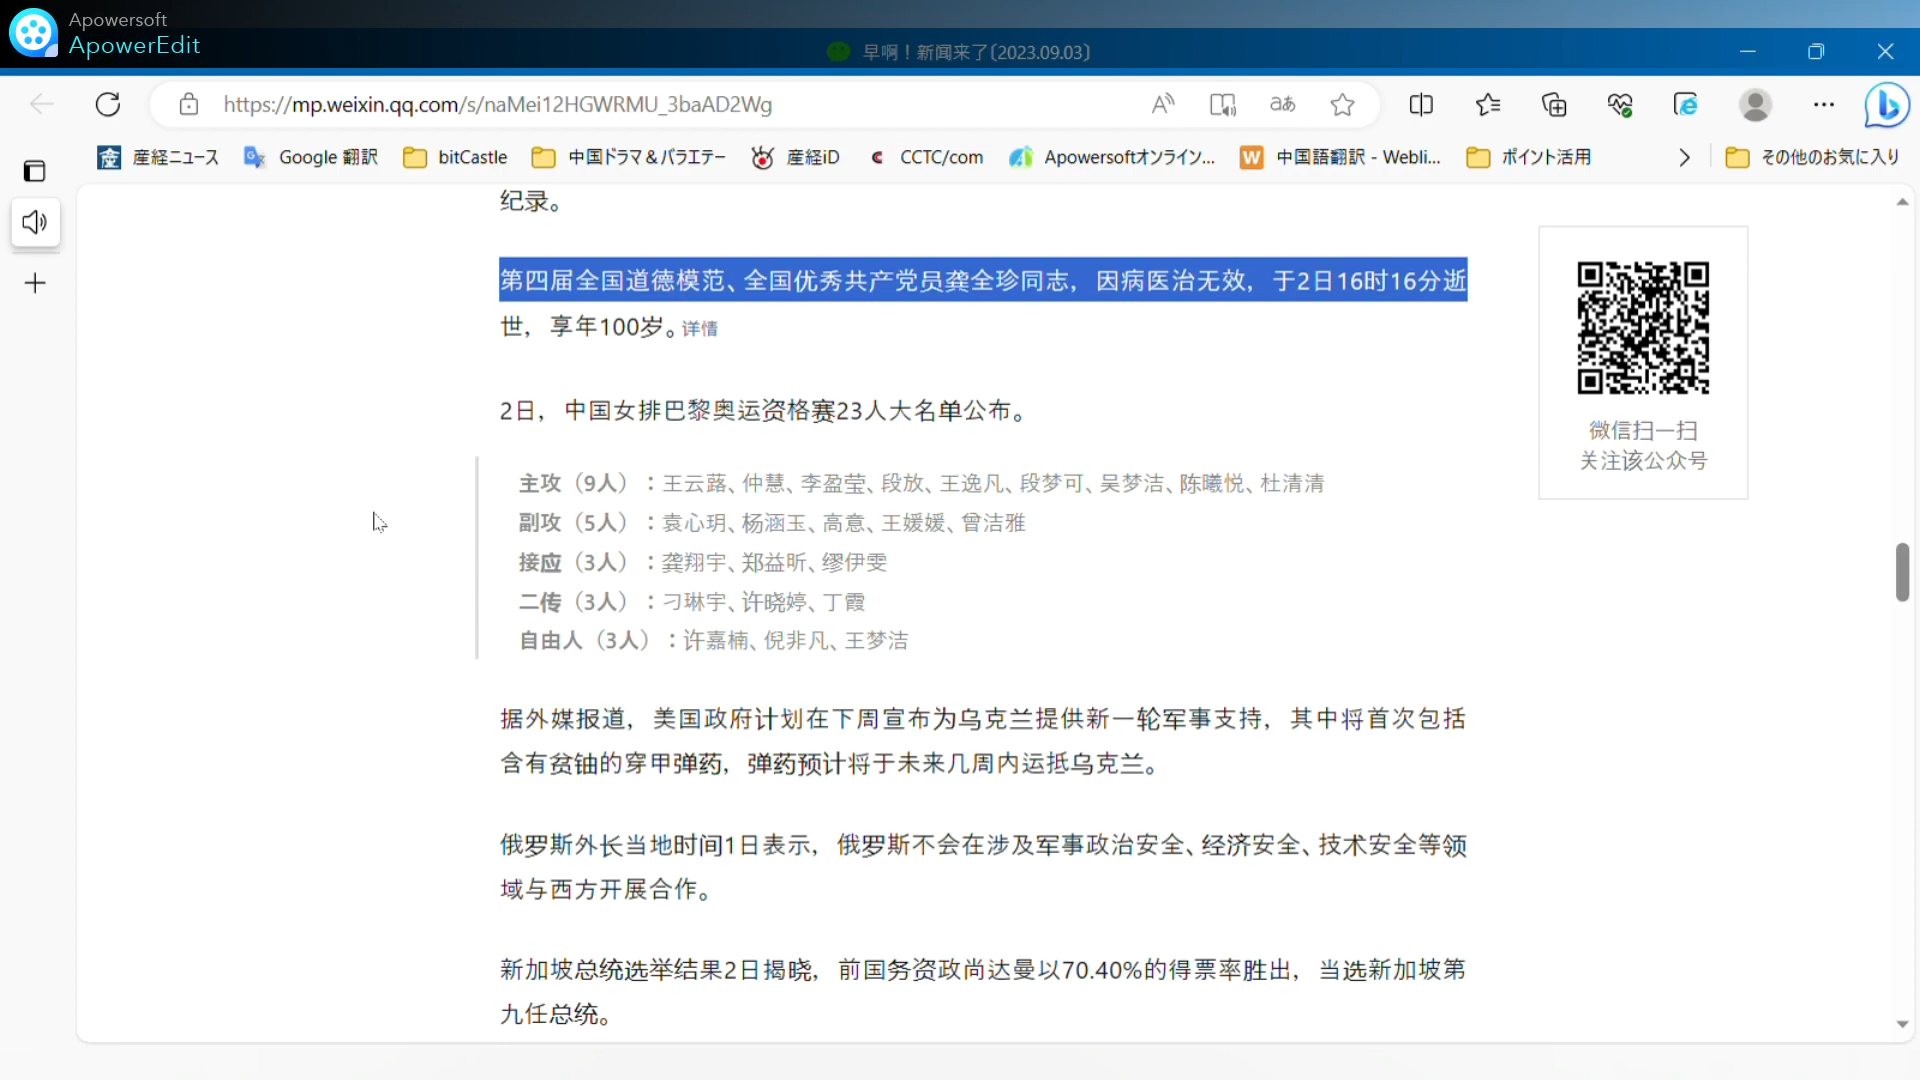 Apowersoft
ApowerEdit
早啊！新闻来了〔2023.09.03〕
https://mp.weixin.qq.com/s/naMei12HGWRMU_3baAD2Wg
産経ニュース
Google 翻訳
bitCastle
中国ドラマ＆バラエテー
産経iD
CCTC/com
Apowersoftオンライン...
中国語翻訳 - Webli...
ポイント活用
その他のお気に入り
纪录。
第四届全国道德模范、全国优秀共产党员龚全珍同志，因病医治无效，于2日16时16分逝
世，享年100岁。详情
2日，中国女排巴黎奥运资格赛23人大名单公布。
主攻（9人）：王云蕗、仲慧、李盈莹、段放、王逸凡、段梦可、吴梦洁、陈曦悦、杜清清
副攻（5人）：袁心玥、杨涵玉、高意、王媛媛、曾洁雅
接应（3人）：龚翔宇、郑益昕、缪伊雯
二传（3人）：刁琳宇、许晓婷、丁霞
自由人（3人）：许嘉楠、倪非凡、王梦洁
据外媒报道，美国政府计划在下周宣布为乌克兰提供新一轮军事支持，其中将首次包括
含有贫铀的穿甲弹药，弹药预计将于未来几周内运抵乌克兰。
俄罗斯外长当地时间1日表示，俄罗斯不会在涉及军事政治安全、经济安全、技术安全等领
域与西方开展合作。
新加坡总统选举结果2日揭晓，前国务资政尚达曼以70.40%的得票率胜出，当选新加坡第
九任总统。
微信扫一扫
关注该公众号